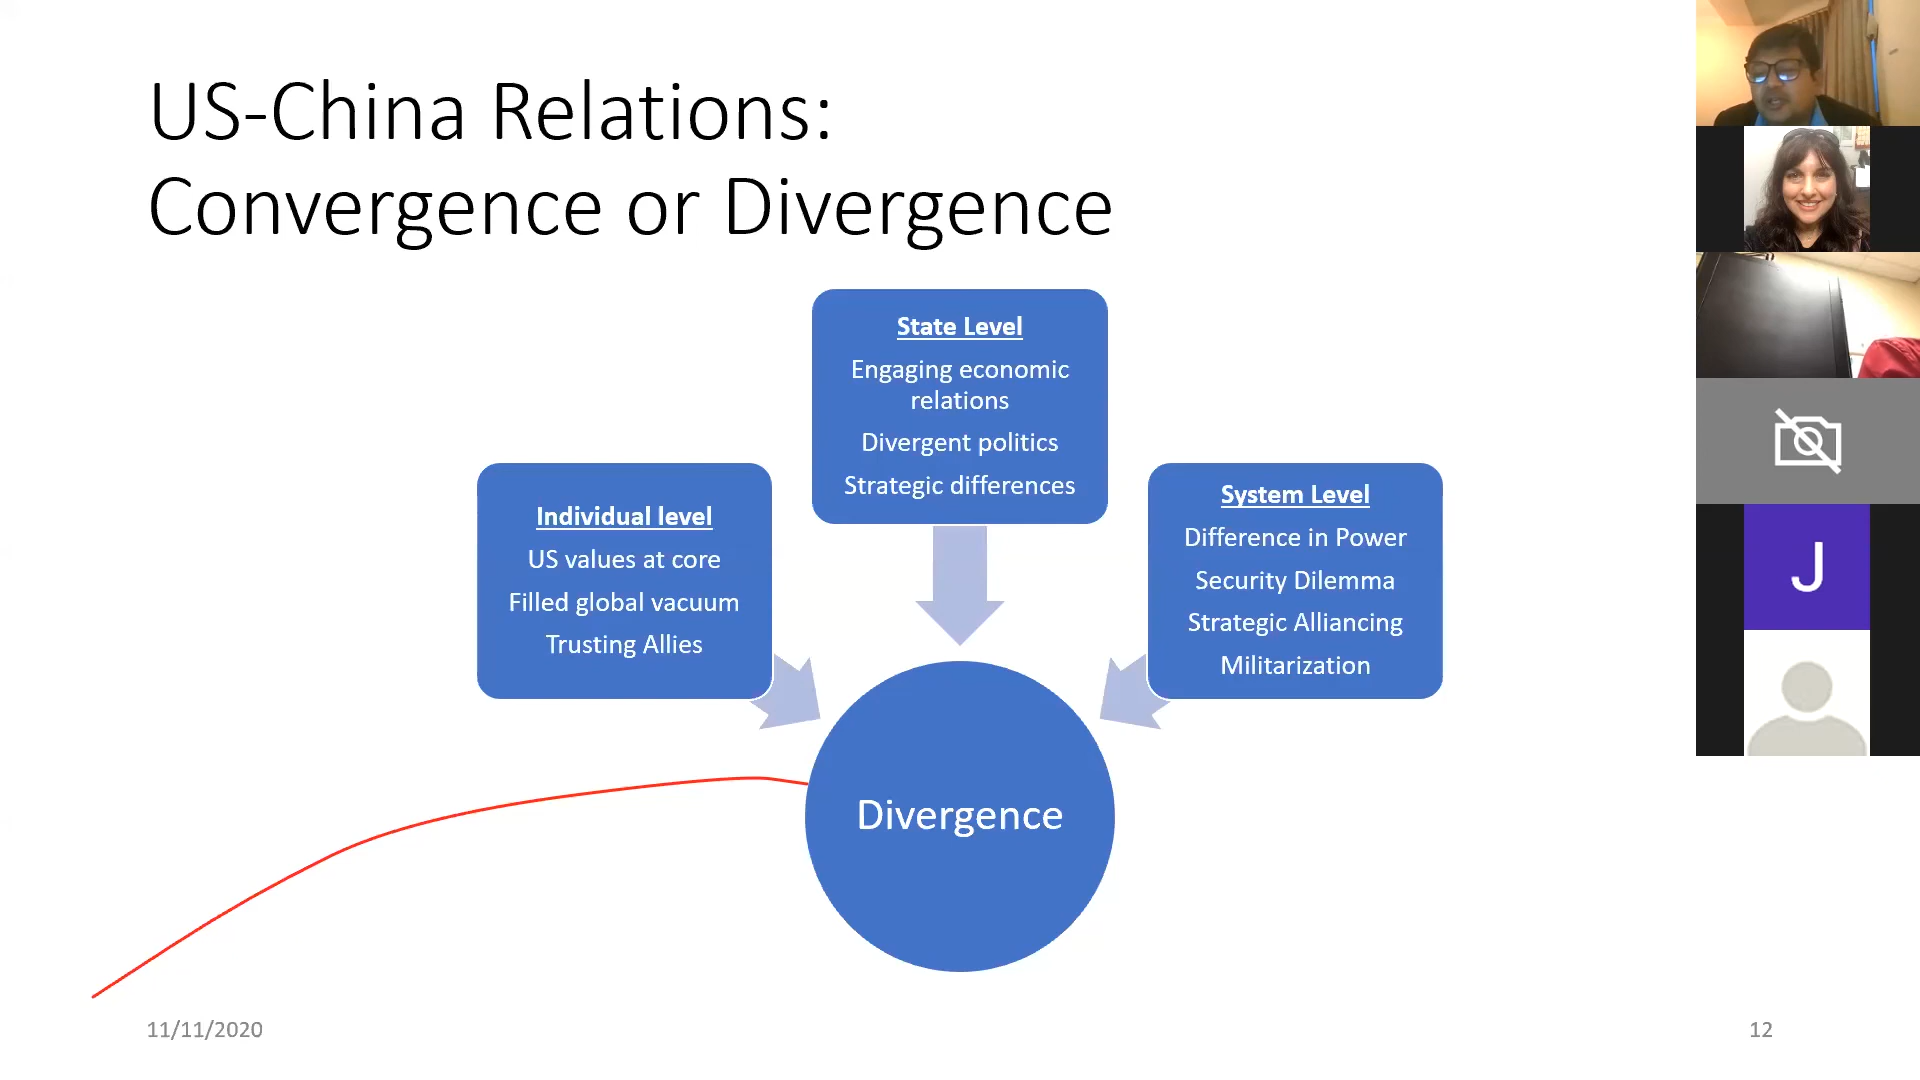 US-China Relations:
Convergence or Divergence
State Level
Engaging economic
relations
Divergent politics
Strategic differences
Individual level
US values at core
Filled global vacuum
Trusting Allies
System Level
Difference in Power
Security Dilemma
Strategic Alliancing
Militarization
Divergence
J
11/11/2020
12